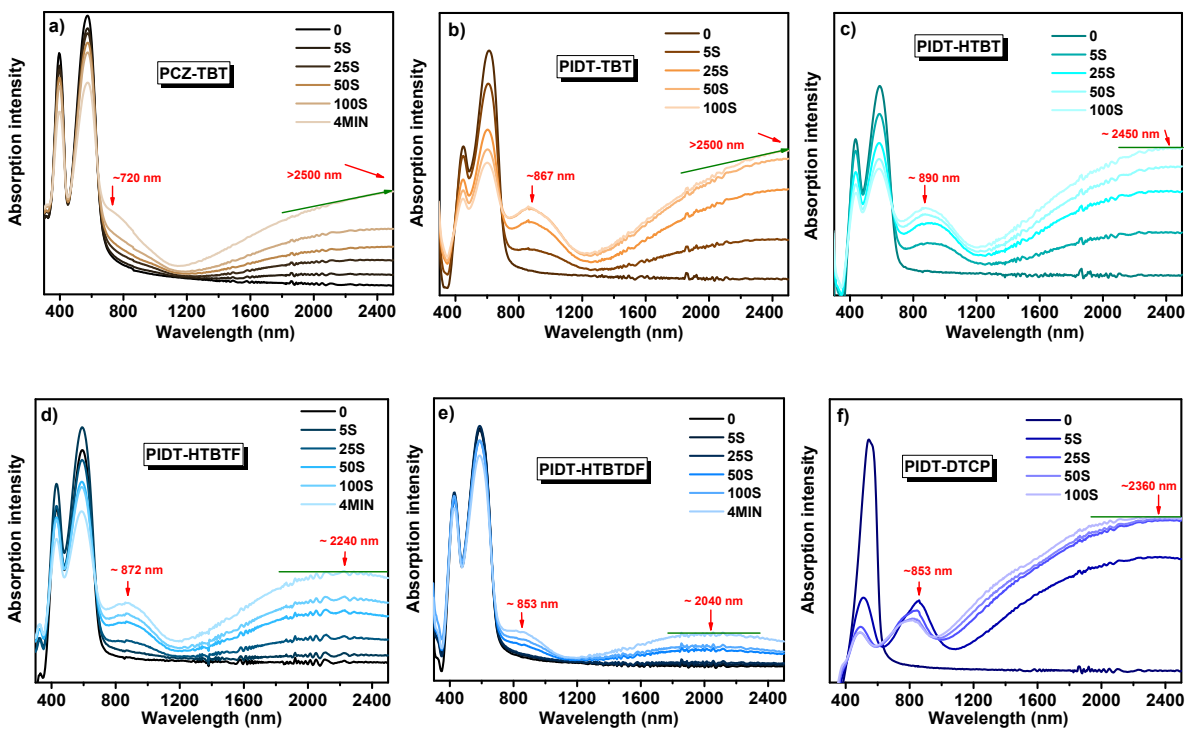 a)
PCZ-TBT
0
5S
25S
50S
100S
4MIN
~720 nm
>2500 nm
Absorption intensity
400 800 1200 1600 2000 2400
Wavelength (nm)
b)
PIDT-TBT
0
5S
25S
50S
100S
~867 nm
>2500 nm
Absorption intensity
400 800 1200 1600 2000 2400
Wavelength (nm)
c)
PIDT-HTBT
0
5S
25S
50S
100S
~ 890 nm
~ 2450 nm
Absorption intensity
400 800 1200 1600 2000 2400
Wavelength (nm)
d)
PIDT-HTBTF
0
5S
25S
50S
100S
4MIN
~ 872 nm
~ 2240 nm
Absorption intensity
400 800 1200 1600 2000 2400
Wavelength (nm)
e)
PIDT-HTBTDF
0
5S
25S
50S
100S
4MIN
~ 853 nm
~ 2040 nm
Absorption intensity
400 800 1200 1600 2000 2400
Wavelength (nm)
f)
PIDT-DTCP
0
5S
25S
50S
100S
~853 nm
~2360 nm
Absorption intensity
400 800 1200 1600 2000 2400
Wavelength (nm)